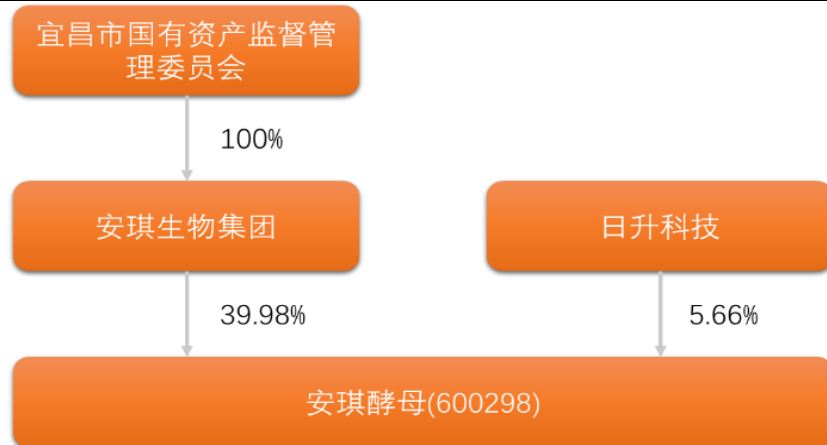 宜昌市国有资产监督管
理委员会
100%
安琪生物集团
日升科技
39.98%
5.66%
安琪酵母(600298)